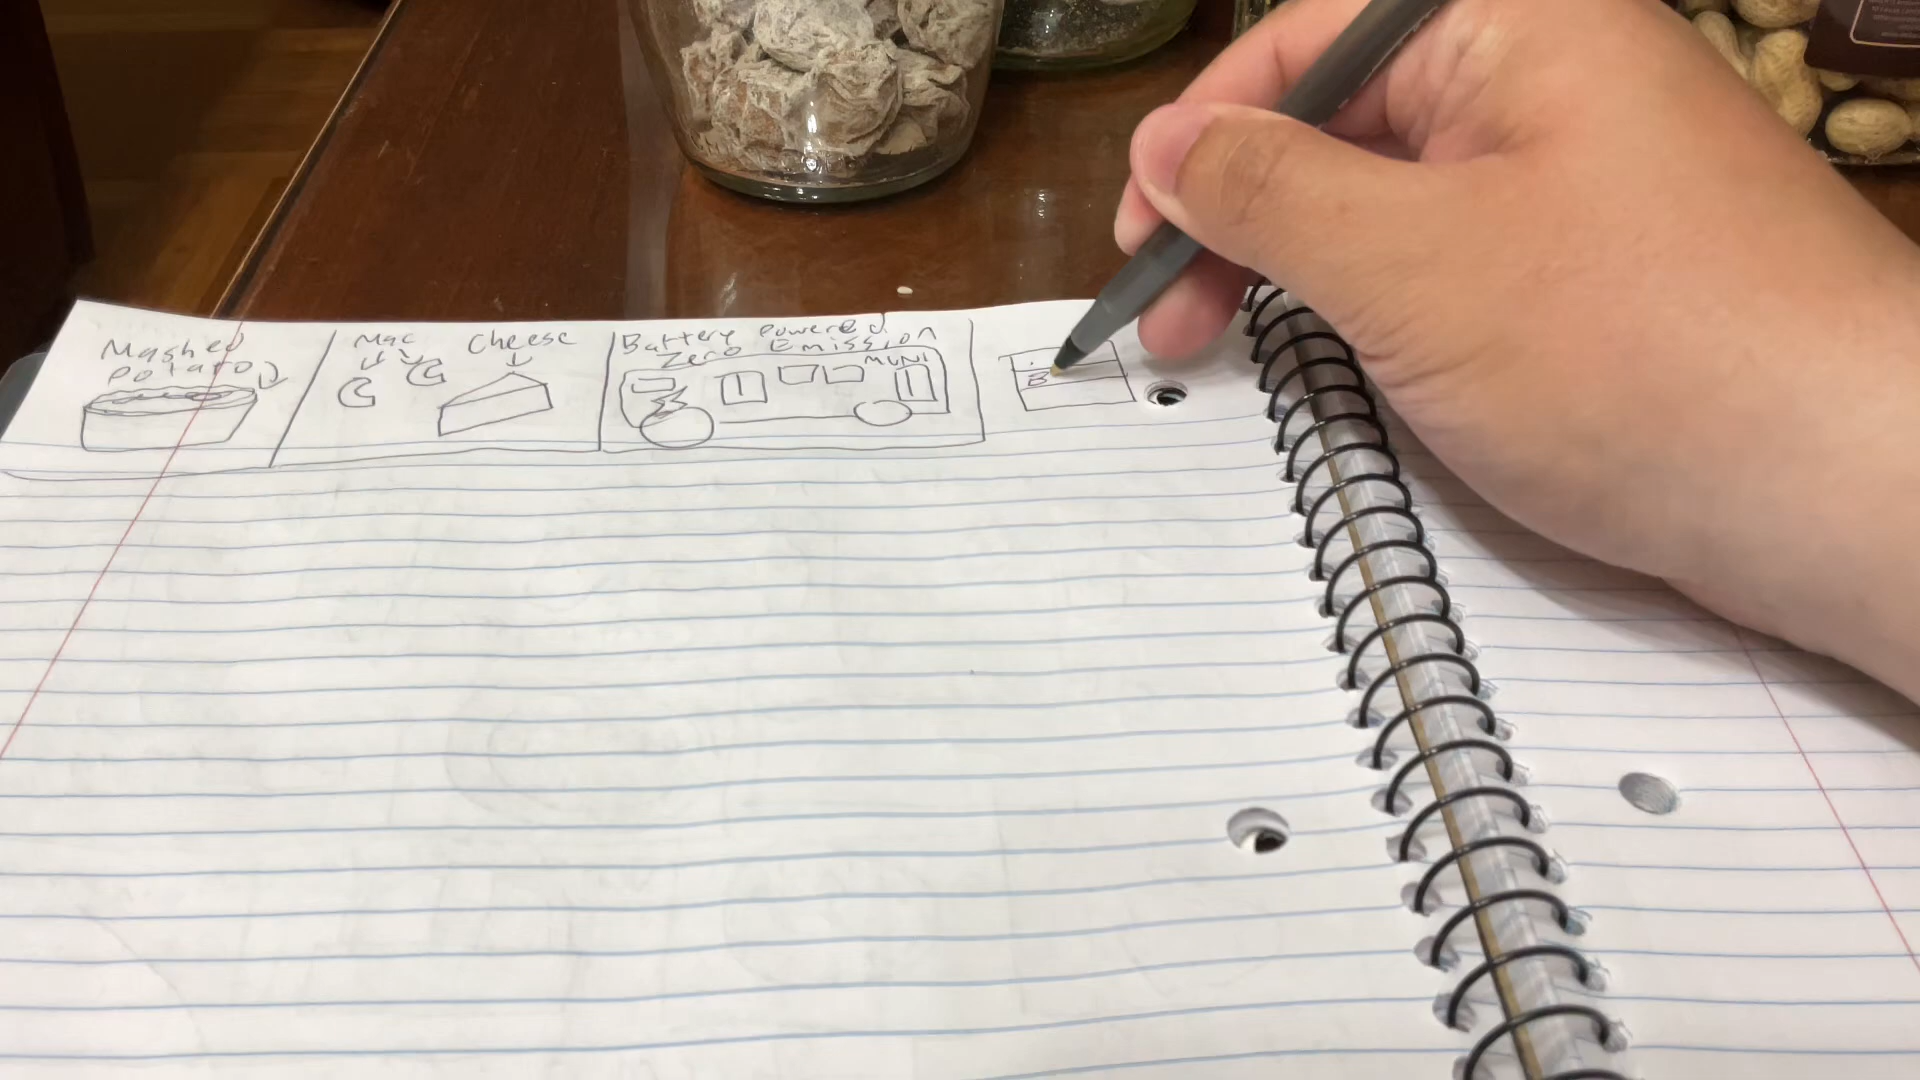 Mashed
Potato
Mac
Cheese
Battery Powered
Zero Emission
MUNI
B